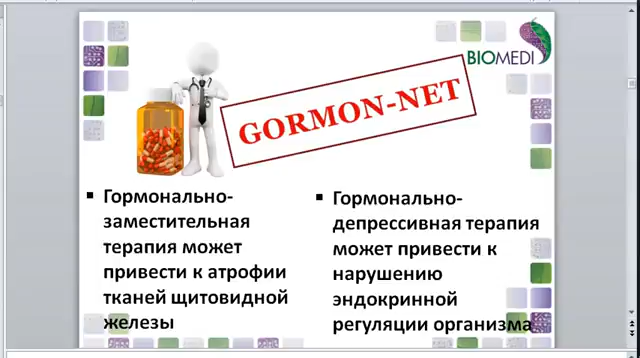 BIOMEDI
GORMON-NET
Гормонально-
заместительная
терапия может
привести к атрофии
тканей щитовидной
железы
Гормонально-
депрессивная терапия
может привести к
нарушению
эндокринной
регуляции организма